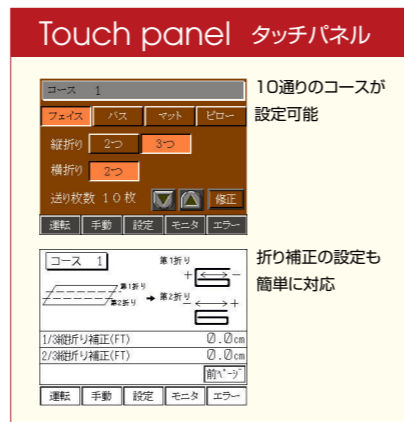 Touch panel タッチパネル
コース 1
フェイス バス マット ピロー
縦折り 2つ 3つ
横折り 2つ
送り枚数 10枚 修正
運転 手動 設定 モニタ エラー
10通りのコースが
設定可能
コース 1
第1折り
+ −
第1折り
第2折り
第2折り
− +
1/3縦折り補正(FT) 0.0cm
2/3縦折り補正(FT) 0.0cm
前ページ
運転 手動 設定 モニタ エラー
折り補正の設定も
簡単に対応